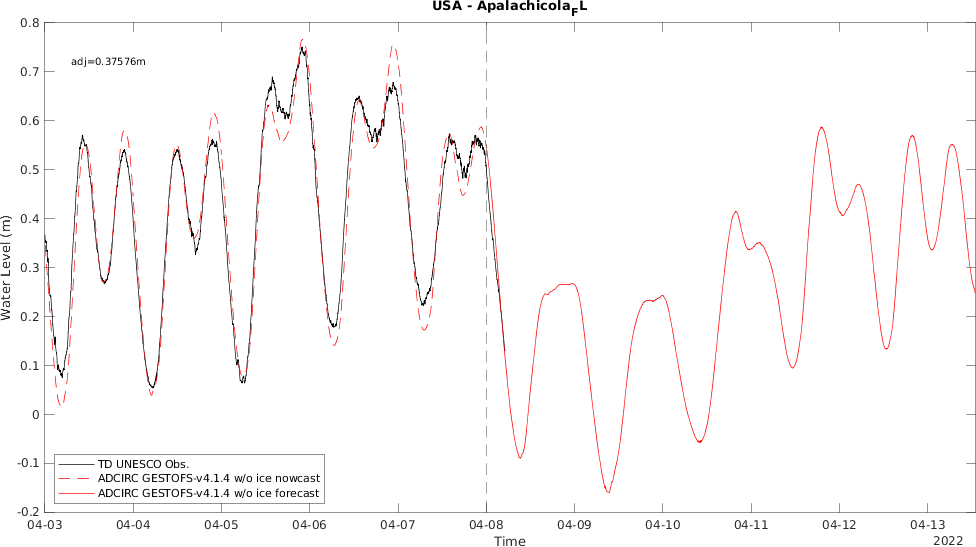 USA - Apalachicola_FL
0.8
0.7
0.6
0.5
0.4
0.3
0.2
0.1
0
-0.1
-0.2
Water Level (m)
adj=0.37576m
TD UNESCO Obs.
ADCIRC GESTOFS-v4.1.4 w/o ice nowcast
ADCIRC GESTOFS-v4.1.4 w/o ice forecast
04-03 04-04 04-05 04-06 04-07 04-08 04-09 04-10 04-11 04-12 04-13
Time
2022